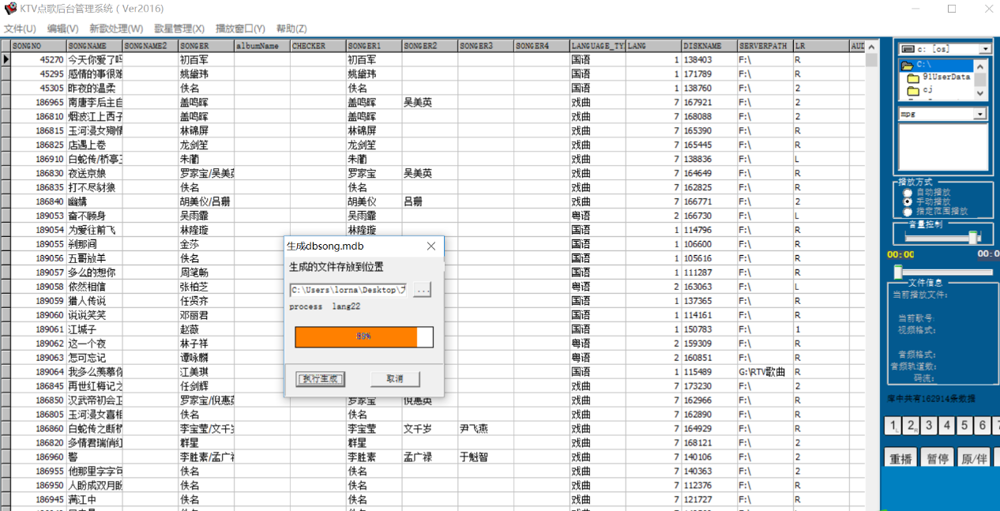 KTV点歌后台管理系统 ( Ver2016)
文件(U) 编辑(V) 新歌处理(W) 歌星管理(X) 播放窗口(Y) 帮助(Z)
SONGNO SONGNAME SONGNAME2 SONGER albumName CHECKER SONGER1 SONGER2 SONGER3 SONGER4 LANGUAGE_TY LANG DISKNAME SERVERPATH LR AUD
45270 今天你爱了吗 初百军 初百军 国语 1 138403 F:\ R
45295 感情的事很难 姚黛玮 姚黛玮 国语 1 171789 F:\ R
45305 昨夜的温柔 佚名 佚名 国语 1 138760 F:\ 2
186965 南唐李后主自 盖鸣晖 盖鸣晖 吴美英 戏曲 7 167921 F:\ 2
186810 烟波江上西子 盖鸣晖 盖鸣晖 戏曲 7 168088 F:\ 2
186815 玉河浸女殉情 林锦屏 林锦屏 戏曲 7 165390 F:\ R
186825 店遇上卷 龙剑笙 龙剑笙 戏曲 7 165445 F:\ R
186910 白蛇传/桥亭 朱蔺 朱蔺 戏曲 7 138836 F:\ L
186830 夜送京娘 罗家宝/吴美英 罗家宝 吴美英 戏曲 7 164649 F:\ R
186835 打不尽豺狼 佚名 佚名 戏曲 7 162825 F:\ R
186840 幽媾 胡美仪/吕珊 胡美仪 吕珊 戏曲 7 166771 F:\ 2
189053 奋不顾身 吴雨霏 吴雨霏 粤语 2 166730 F:\ L
189054 为爱往前飞 林隆璇 林隆璇 国语 1 114796 F:\ R
189055 刹那间 金莎 国语 1 106600 F:\ R
189056 五哥放羊 佚名 国语 1 105616 F:\ R
189057 多么的想你 周笔畅 国语 1 111287 F:\ R
189058 依然相信 张柏芝 粤语 2 163063 F:\ L
189059 猎人传说 任贤齐 国语 1 137365 F:\ R
189060 说说笑笑 邓丽君 国语 1 114161 F:\ R
189061 江城子 赵薇 国语 1 150783 F:\ 1
189062 这一个夜 林子祥 粤语 2 159309 F:\ R
189063 怎可忘记 谭咏麟 粤语 2 160851 F:\ R
189064 我多么羡慕你 江美琪 国语 1 115489 G:\RTV歌曲 R
186845 再世红梅记之 任剑辉 戏曲 7 173230 F:\ 2
186850 汉武帝初会卫 罗家宝/倪惠英 罗家宝 倪惠英 戏曲 7 162966 F:\ R
186805 玉河浸女喜相 佚名 佚名 戏曲 7 162890 F:\ R
186860 白蛇传之断桥 李宝莹/文千岁 李宝莹 文千岁 尹飞燕 戏曲 7 164929 F:\ R
186820 多情君瑞俏红 群星 群星 戏曲 7 168121 F:\ 2
186960 李胜素/孟广禄 李胜素 孟广禄 于魁智 戏曲 7 140106 F:\ 2
186955 他那里字字句 佚名 佚名 戏曲 7 140363 F:\ 2
186950 人盼成双月盼 佚名 佚名 戏曲 7 112376 F:\ R
186945 满江中 佚名 佚名 戏曲 7 121727 F:\ R
生成dbsong.mdb
生成的文件存放到位置
C:\Users\lorna\Desktop\ ...
process lang22
执行生成 取消
c: [os]
C:\
91UserData
cj
mpg
播放方式
自动播放
手动播放
指定范围播放
音量控制
00:00 00:0
文件信息
当前播放文件:
当前歌号:
视频格式:
音频格式:
音频轨道数:
码流:
库中共有162914条数据
1 2 3 4 5 6 7
重播 暂停 原/伴